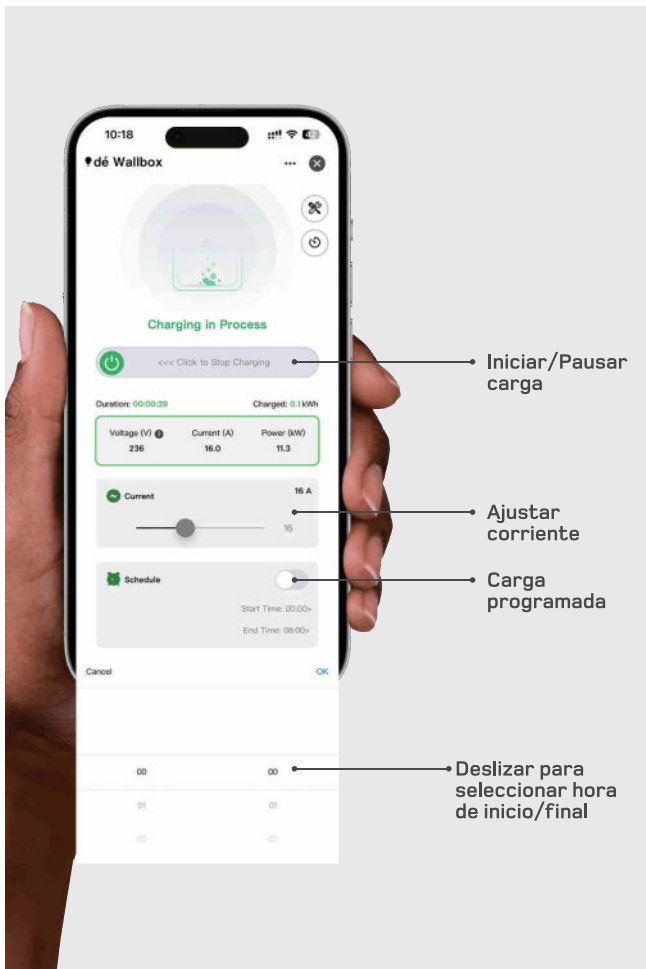 10:18
dé Wallbox
Charging in Process
<<< Click to Stop Charging
Iniciar/Pausar
carga
Duration: 00:00:39 Charged: 0.1 kWh
Voltage (V) Current (A) Power (kW)
236 16.0 11.3
Current 16 A
16
Ajustar
corriente
Schedule
Carga
programada
Start Time: 00:00>
End Time: 08:00>
Cancel OK
00 00
Deslizar para
seleccionar hora
de inicio/final
01 01